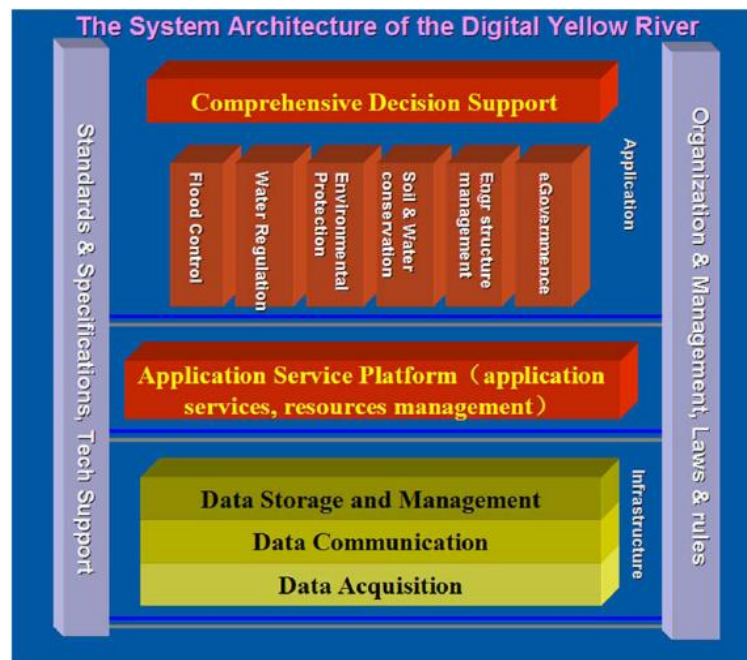 The System Architecture of the Digital Yellow River
Standards & Specifications, Tech Support
Comprehensive Decision Support
Application
Flood Control
Water Regulation
Environmental
Protection
Soil & Water
conservation
Engr structure
management
eGovernmence
Application Service Platform（application
services, resources management）
Infrastructure
Data Storage and Management
Data Communication
Data Acquisition
Organization & Management, Laws & rules